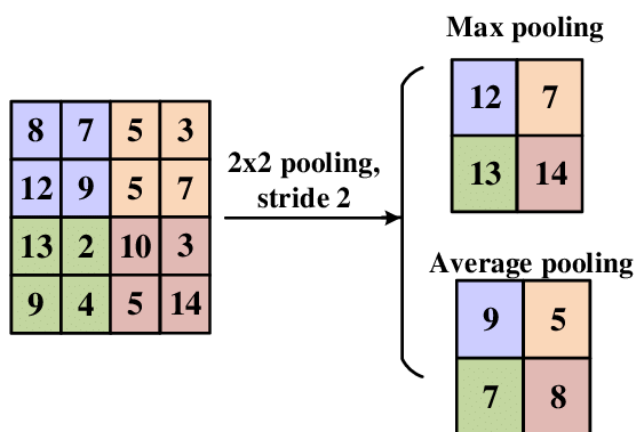 Max pooling
12 7
13 14
8 7 5 3
12 9 5 7
13 2 10 3
9 4 5 14
2x2 pooling,
stride 2
Average pooling
9 5
7 8